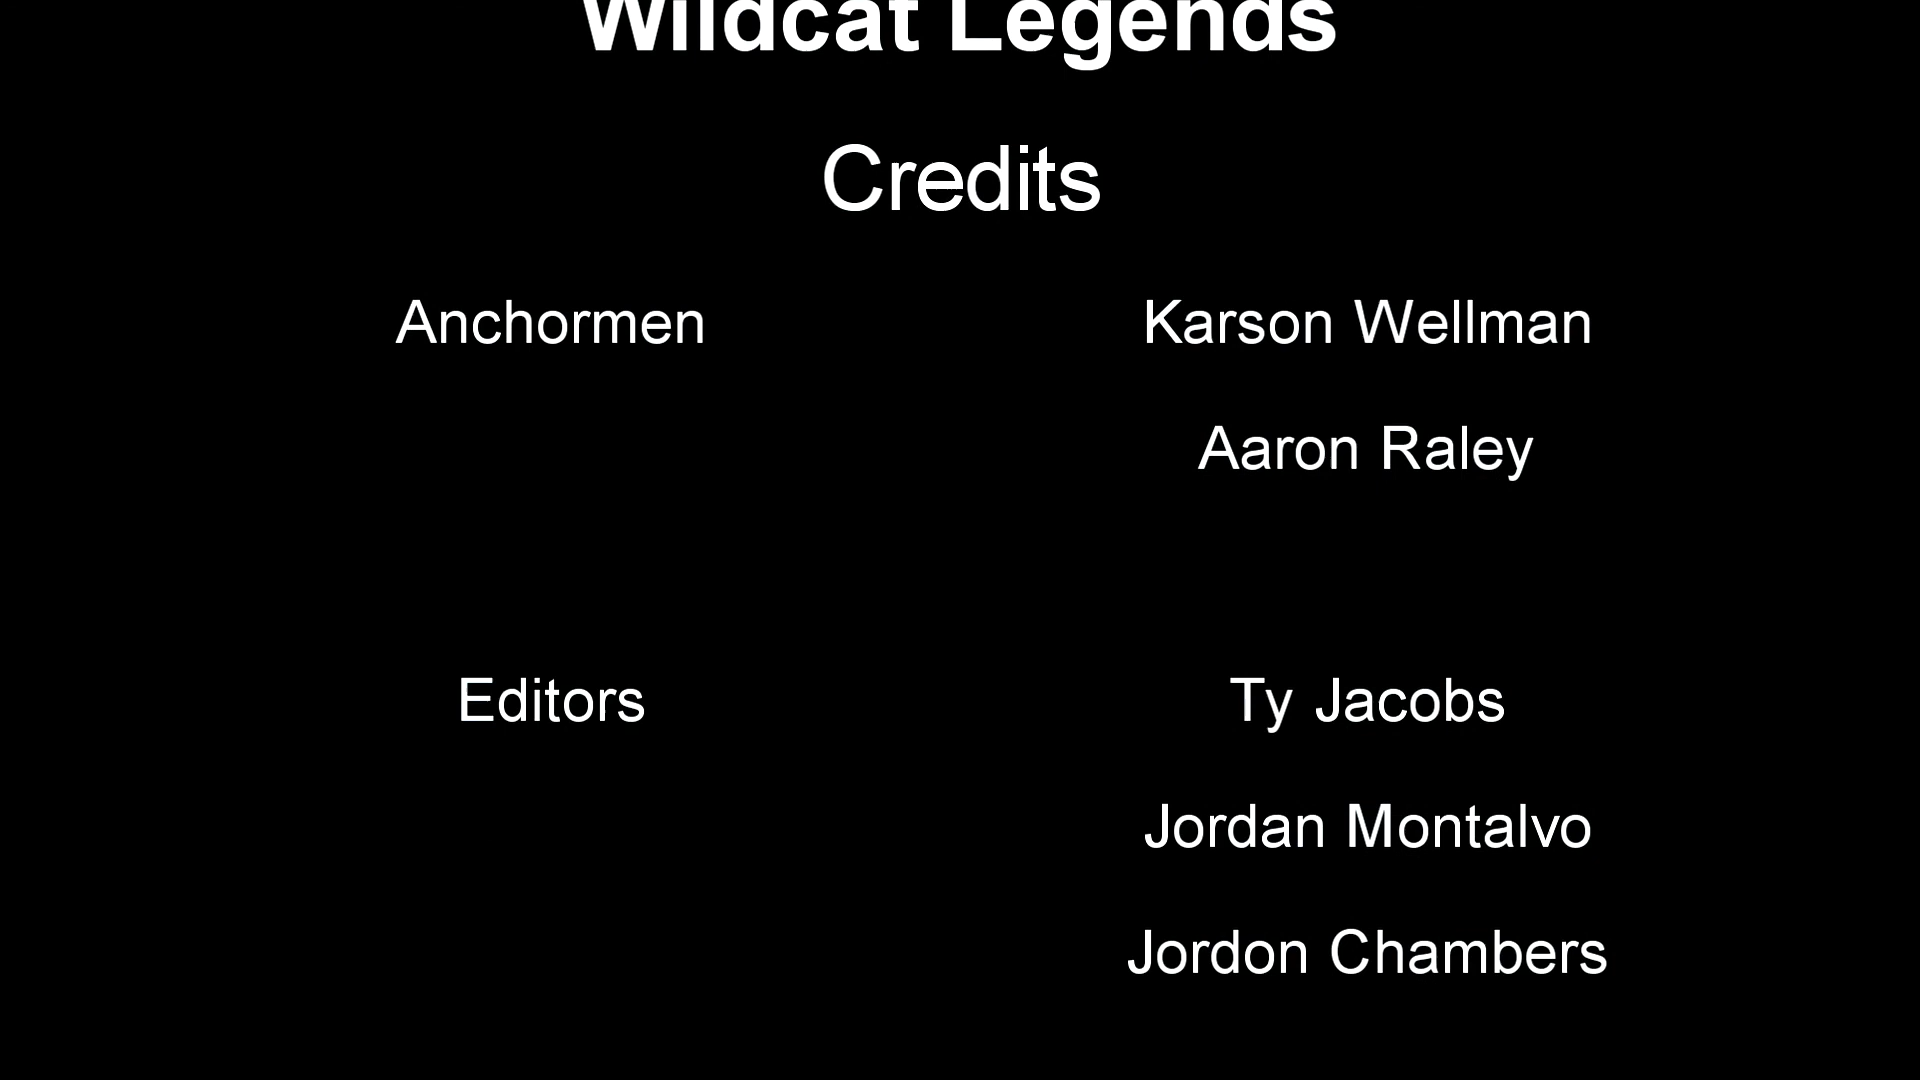 Wildcat Legends
Credits
Anchormen Karson Wellman
Aaron Raley
Editors Ty Jacobs
Jordan Montalvo
Jordon Chambers